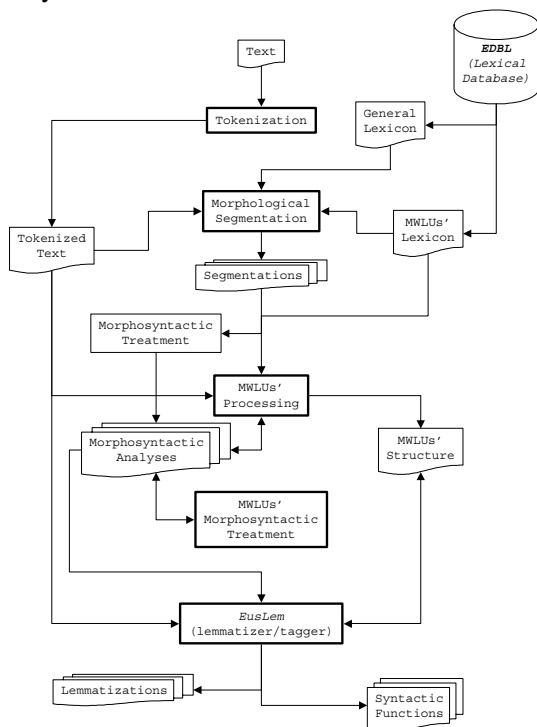 EDBL
(Lexical
Database)
Text
General
Lexicon
Tokenization
Morphological
Segmentation
MWLUs'
Lexicon
Tokenized
Text
Segmentations
Morphosyntactic
Treatment
MWLUs'
Processing
Morphosyntactic
Analyses
MWLUs'
Structure
MWLUs'
Morphosyntactic
Treatment
EusLem
(lemmatizer/tagger)
Lemmatizations
Syntactic
Functions